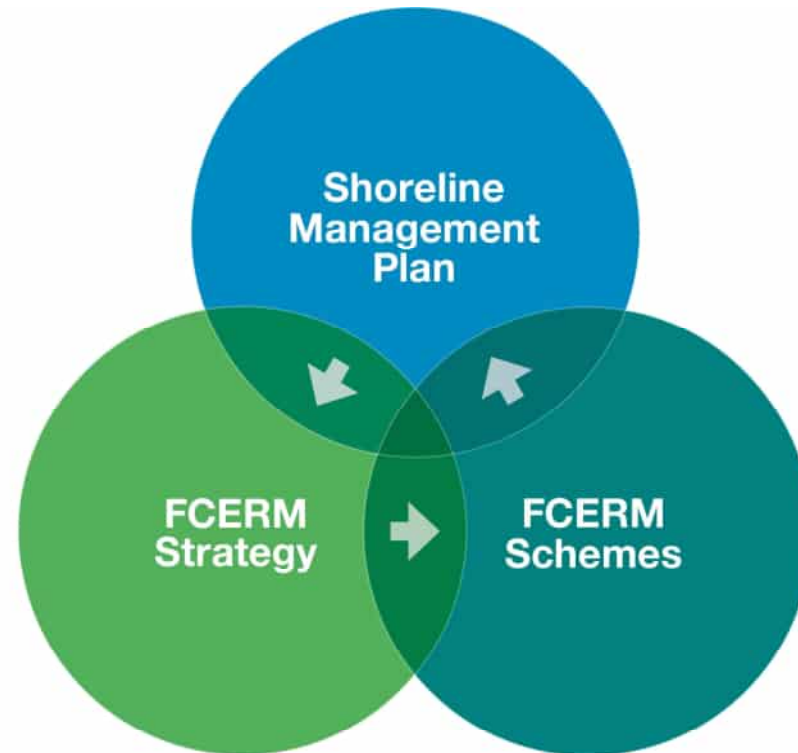 Shoreline
Management
Plan
FCERM
Strategy
FCERM
Schemes